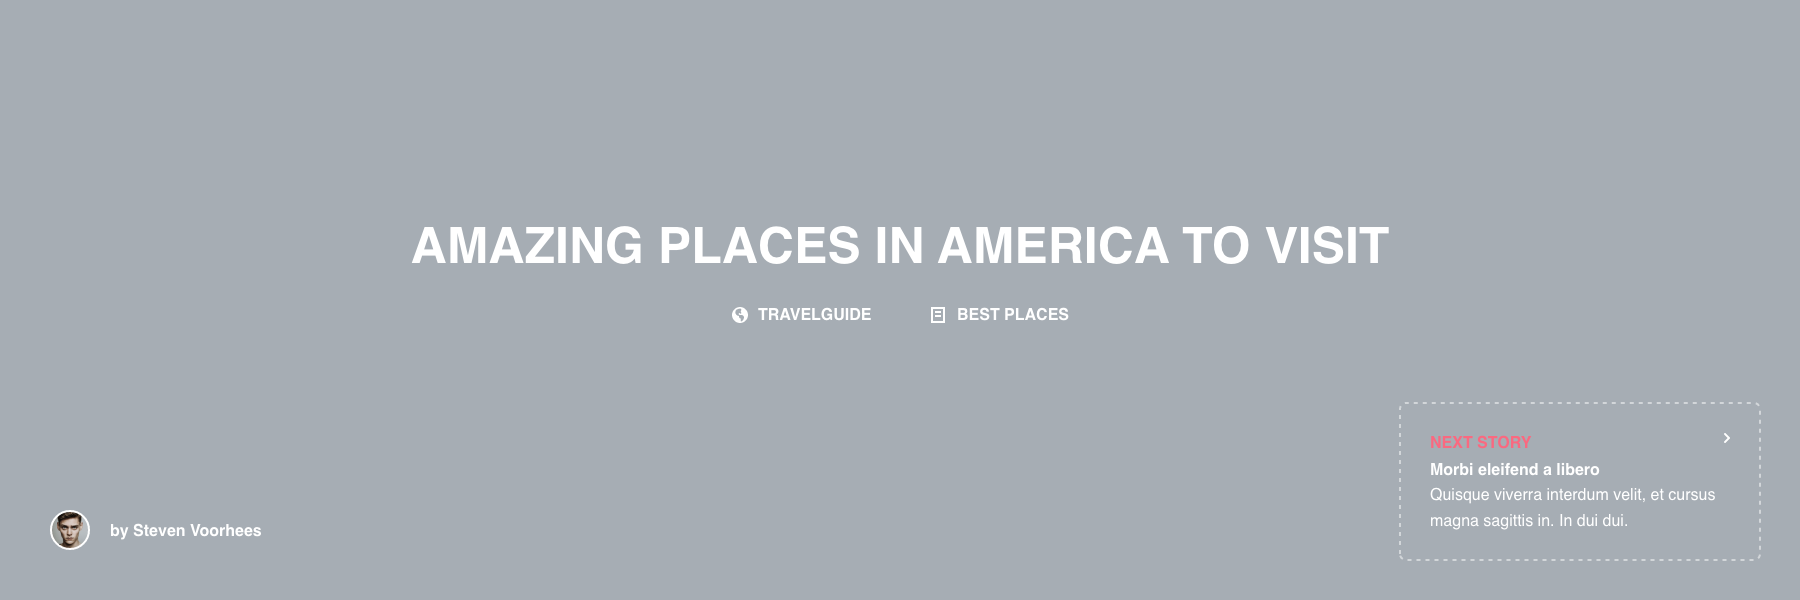 AMAZING PLACES IN AMERICA TO VISIT
TRAVELGUIDE
BEST PLACES
NEXT STORY
Morbi eleifend a libero
Quisque viverra interdum velit, et cursus
magna sagittis in. In dui dui.
by Steven Voorhees